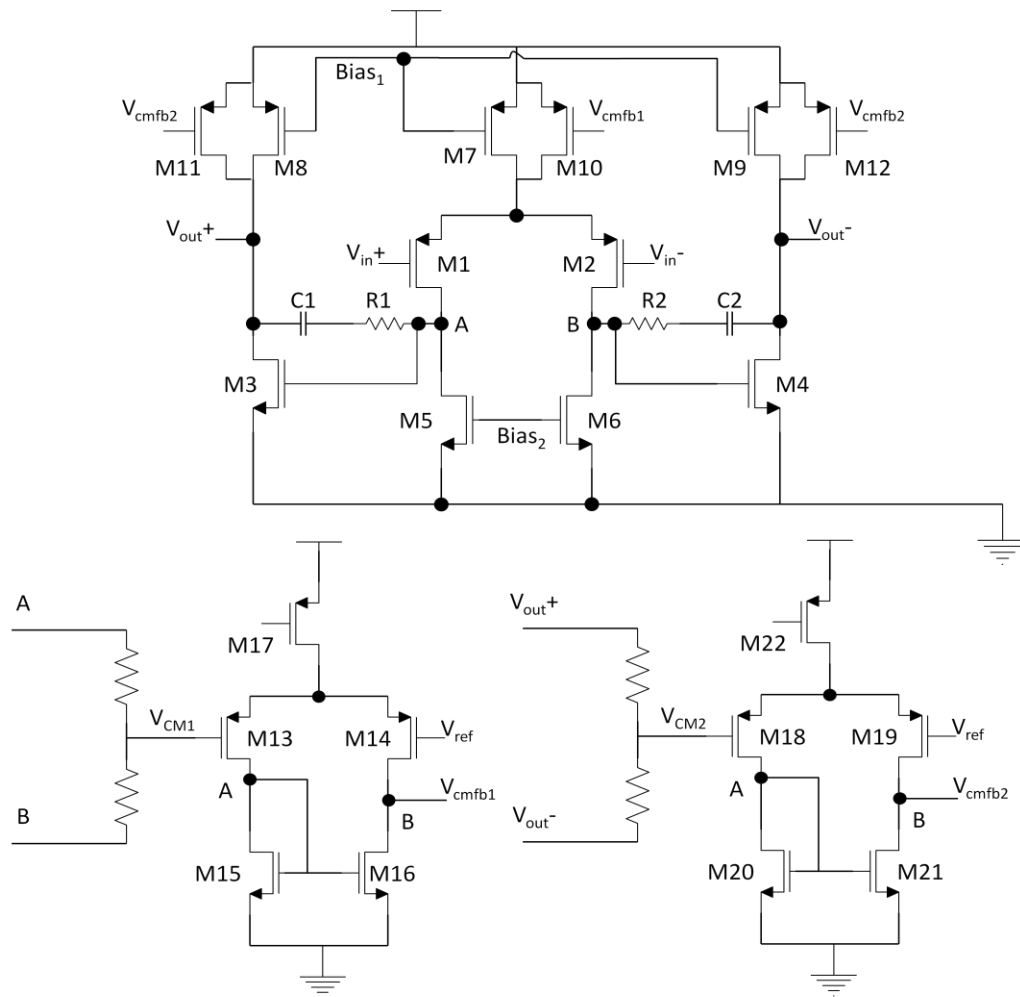 Bias1
Vcmfb2
Vcmfb1
Vcmfb2
M11
M8
M7
M10
M9
M12
Vout+
Vout-
Vin+
M1
M2
Vin-
C1
R1
A
B
R2
C2
M3
M4
M5
Bias2
M6
A
M17
VCM1
M13
M14
Vref
A
Vcmfb1
B
B
M15
M16
Vout+
M22
VCM2
M18
M19
Vref
A
Vcmfb2
B
Vout-
M20
M21